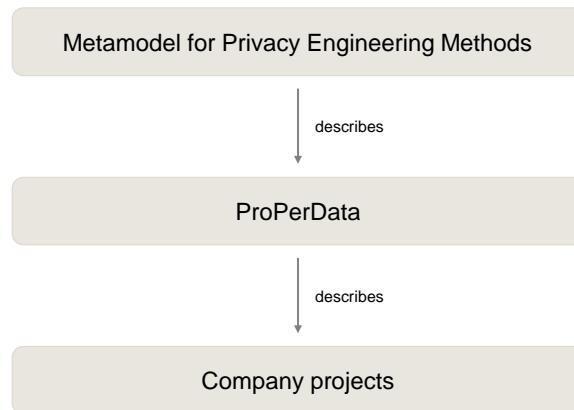 Metamodel for Privacy Engineering Methods
describes
ProPerData
describes
Company projects